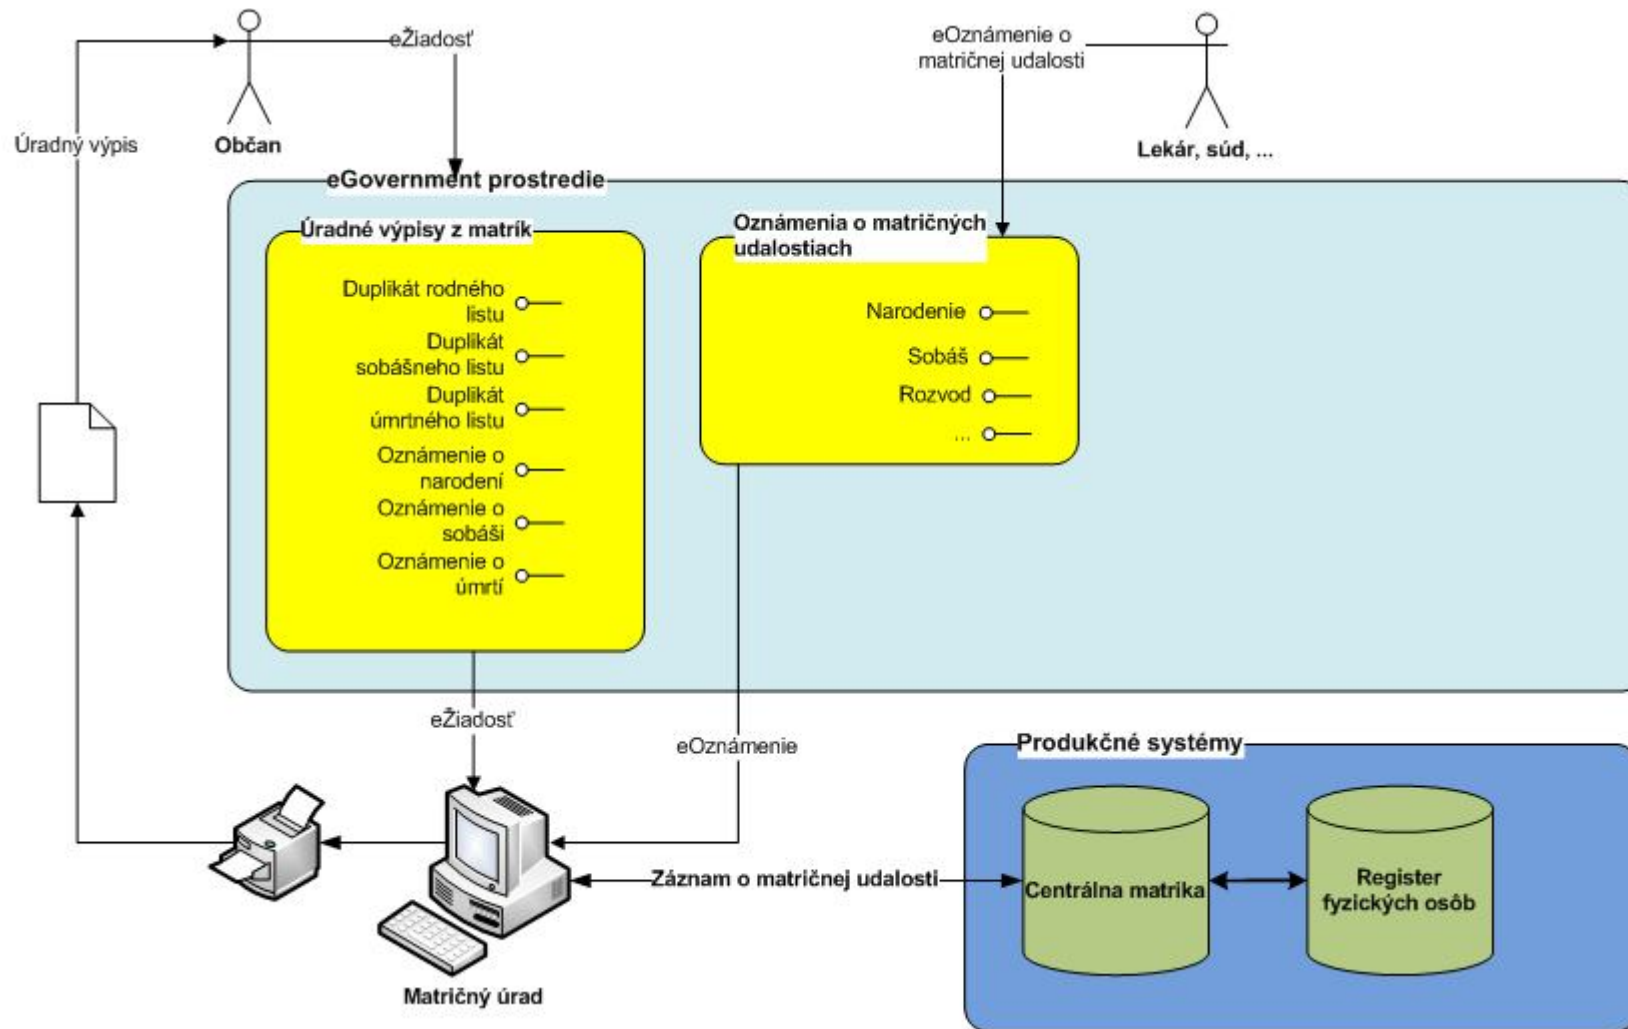 eŽiadosť
eOznámenie o
matričnej udalosti
Úradný výpis
Občan
Lekár, súd, ...
eGovernment prostredie
Úradné výpisy z matrík
Duplikát rodného
listu
Duplikát
sobášneho listu
Duplikát
úmrtného listu
Oznámenie o
narodení
Oznámenie o
sobáši
Oznámenie o
úmrtí
Oznámenia o matričných
udalostiach
Narodenie
Sobáš
Rozvod
...
eŽiadosť
eOznámenie
Produkčné systémy
Záznam o matričnej udalosti
Centrálna matrika
Register
fyzických osôb
Matričný úrad